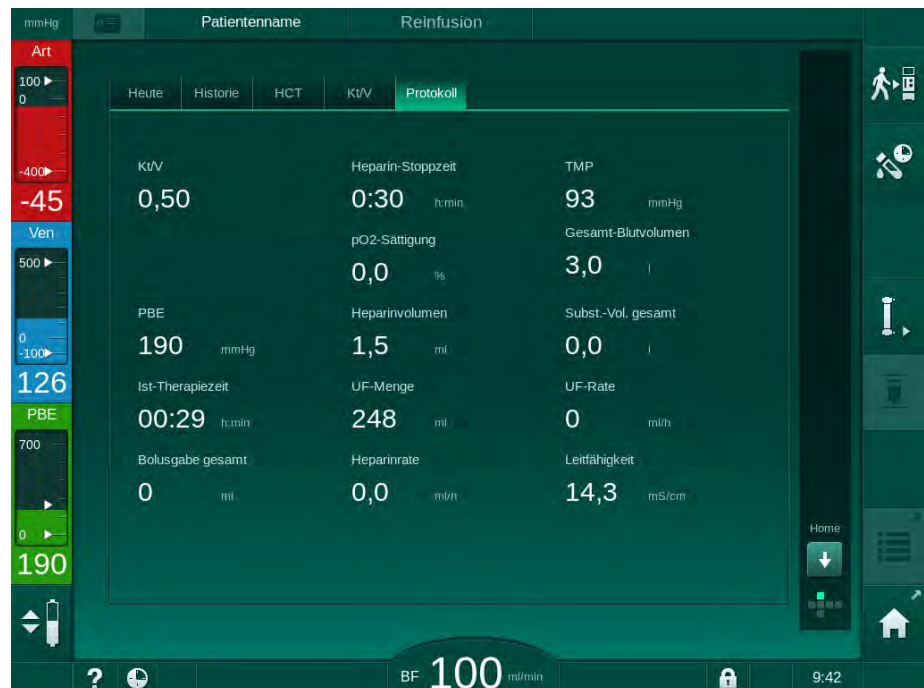 mmHg Patientenname Reinfusion
Art
100
0
-400
-45
Ven
500
0
-100
126
PBE
700
0
190
Heute Historie HCT Kt/V Protokoll
Kt/V Heparin-Stoppzeit TMP
0,50 0:30 h:min 93 mmHg
pO2-Sättigung Gesamt-Blutvolumen
0,0 % 3,0 l
PBE Heparinvolumen Subst.-Vol. gesamt
190 mmHg 1,5 ml 0,0 l
Ist-Therapiezeit UF-Menge UF-Rate
00:29 h:min 248 ml 0 ml/h
Bolusgabe gesamt Heparinrate Leitfähigkeit
0 ml 0,0 ml/h 14,3 mS/cm
Home
? BF 100 ml/min 9:42